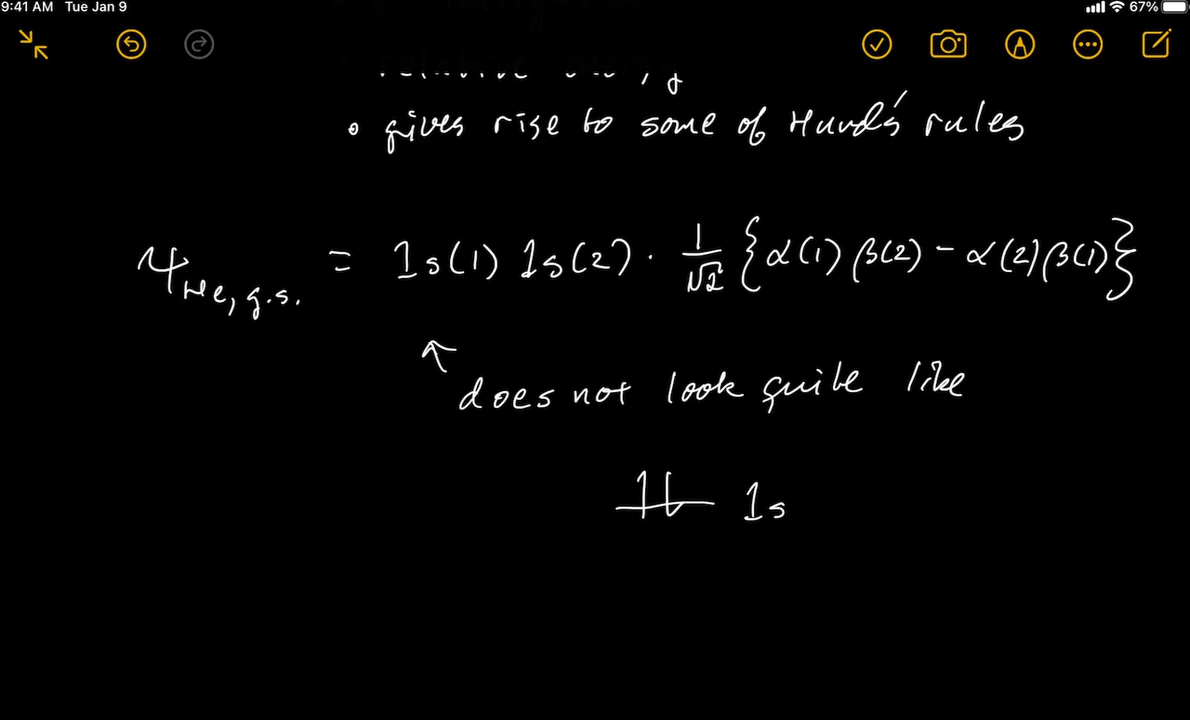 9:41 AM Tue Jan 9
67%
• gives rise to some of Hund's rules
Ψ_He, g.s. = 1s(1) 1s(2) · 1/√2 {α(1) β(2) − α(2) β(1)}
↑
does not look quite like
↿⇂ 1s